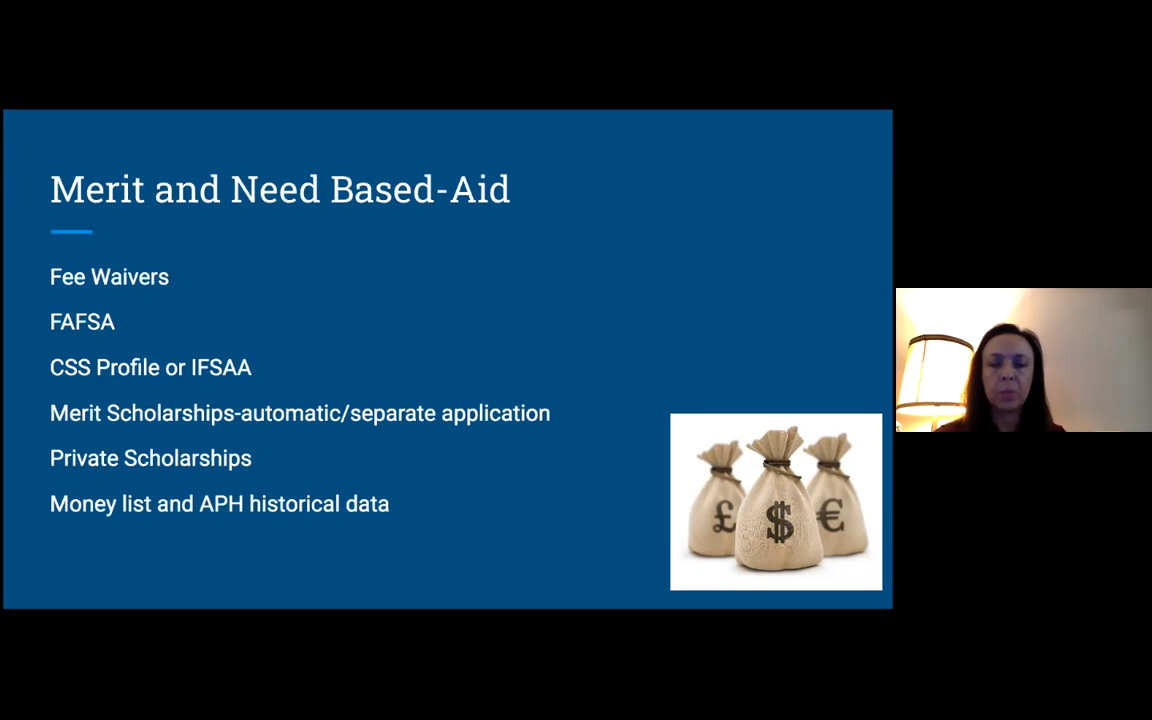 Merit and Need Based-Aid
Fee Waivers
FAFSA
CSS Profile or IFSAA
Merit Scholarships-automatic/separate application
Private Scholarships
Money list and APH historical data
£ $ €